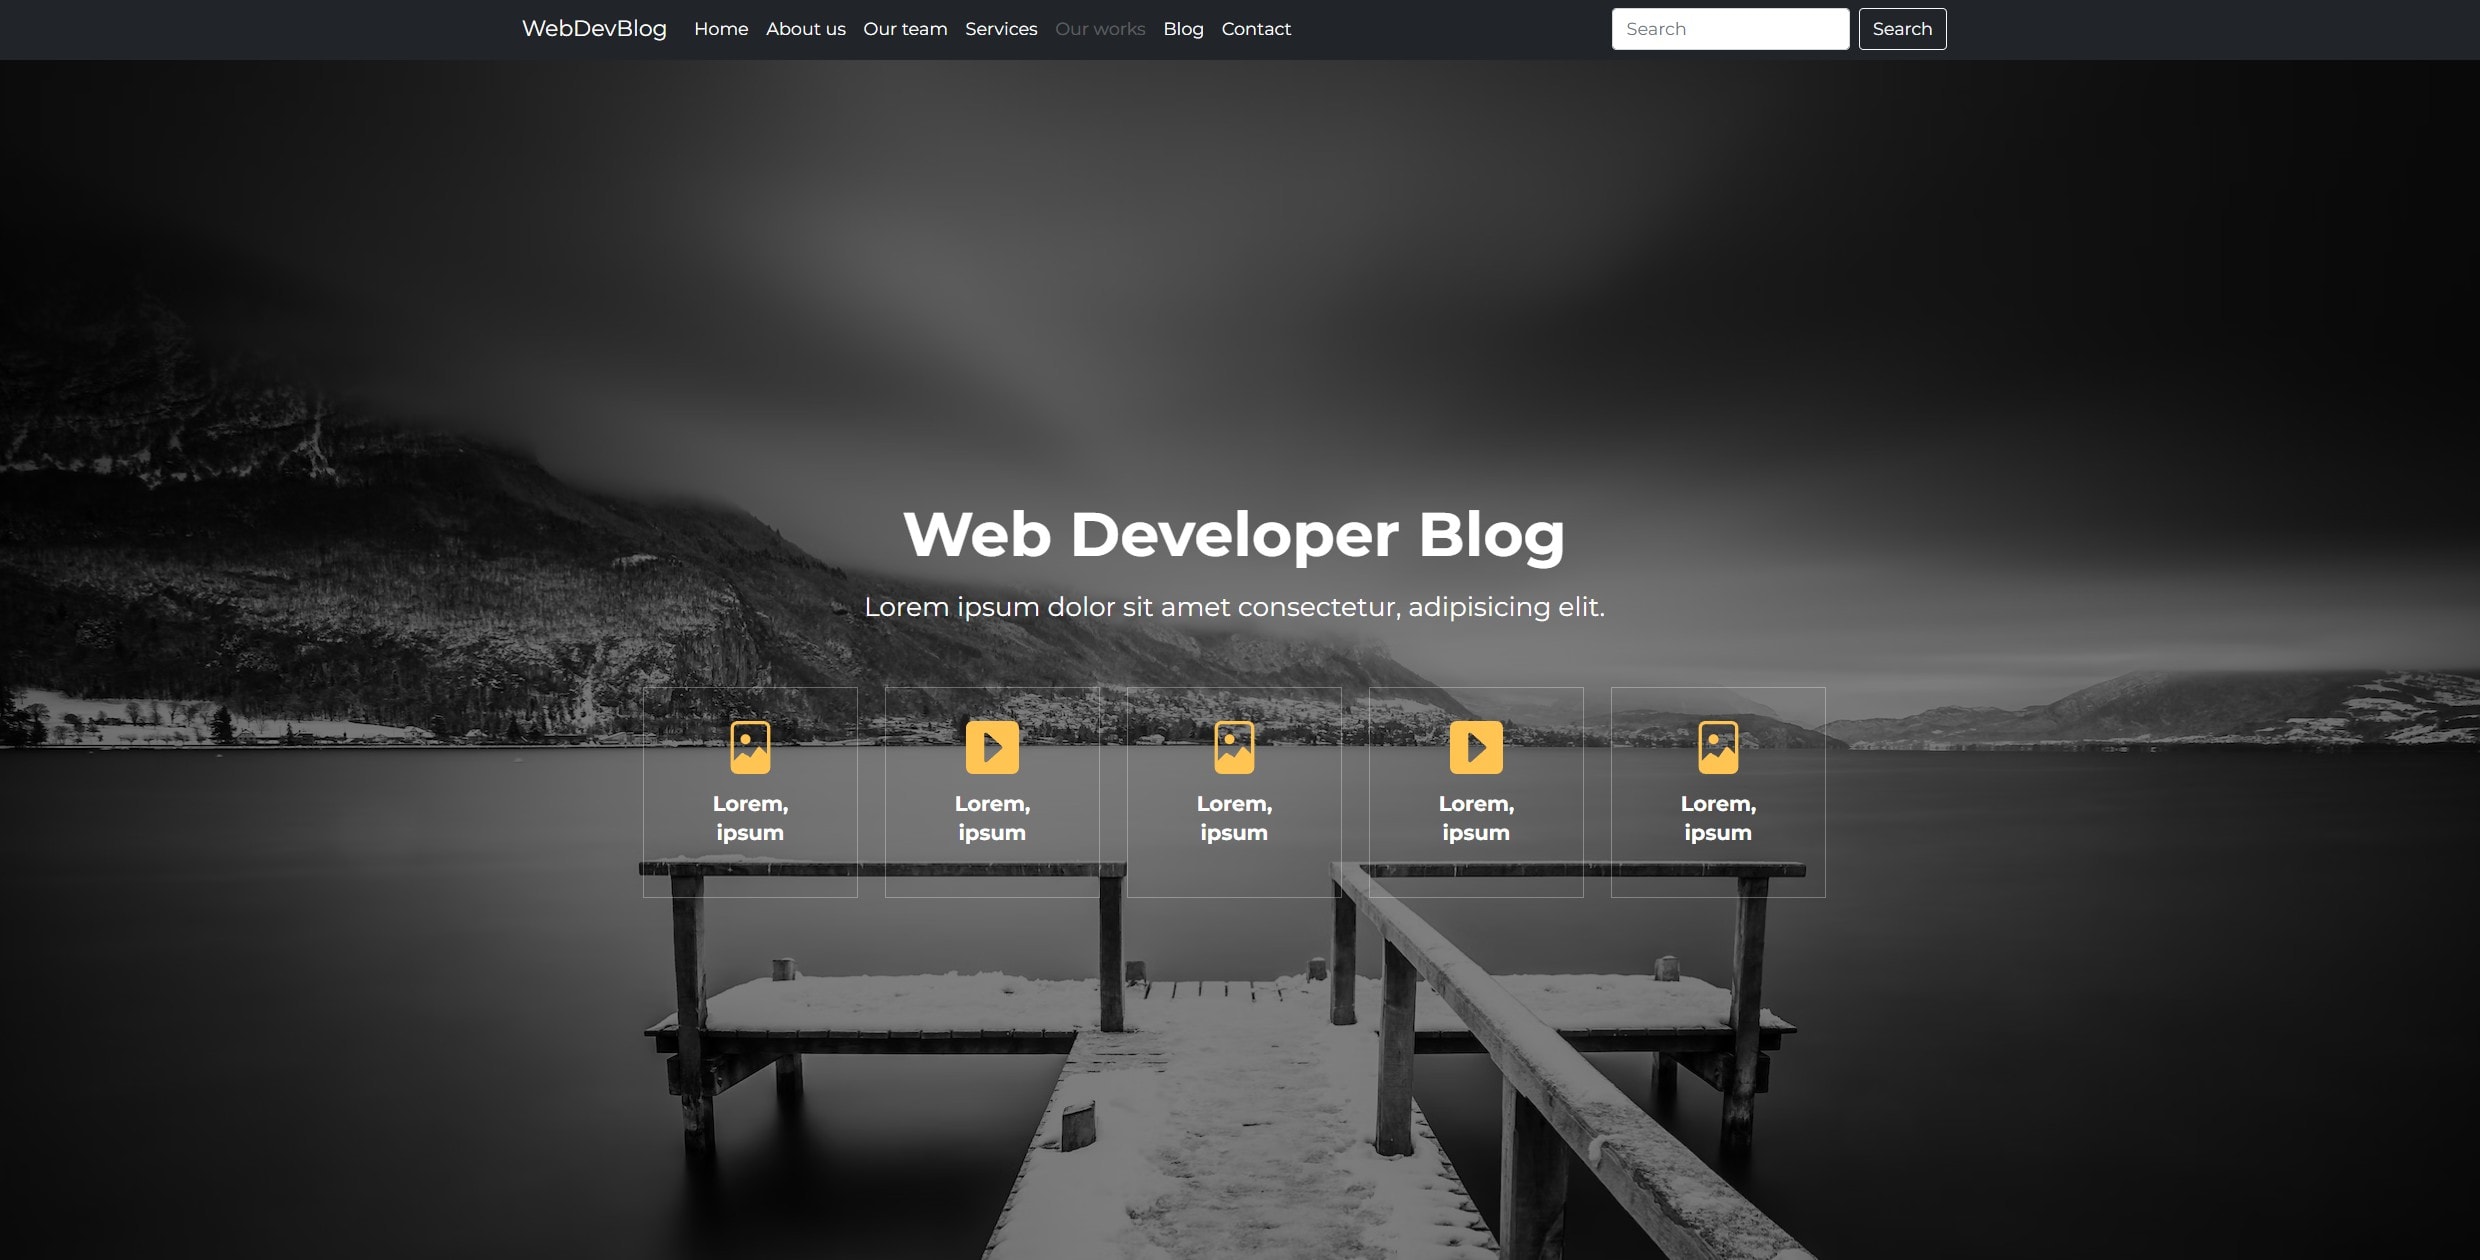 WebDevBlog Home About us Our team Services Our works Blog Contact Search Search
Web Developer Blog
Lorem ipsum dolor sit amet consectetur, adipisicing elit.
Lorem,
ipsum
Lorem,
ipsum
Lorem,
ipsum
Lorem,
ipsum
Lorem,
ipsum